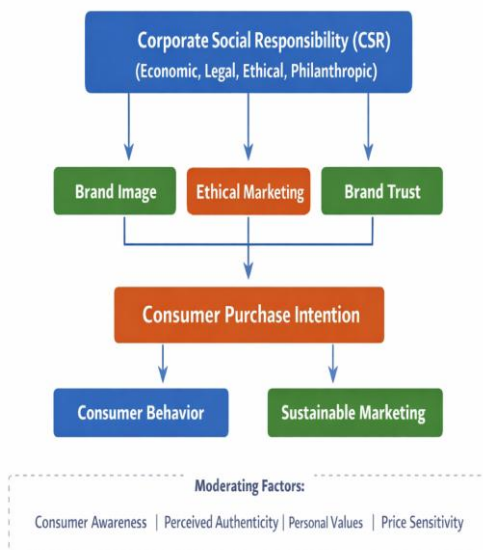 Corporate Social Responsibility (CSR)
(Economic, Legal, Ethical, Philanthropic)
Brand Image
Ethical Marketing
Brand Trust
Consumer Purchase Intention
Consumer Behavior
Sustainable Marketing
Moderating Factors:
Consumer Awareness | Perceived Authenticity | Personal Values | Price Sensitivity